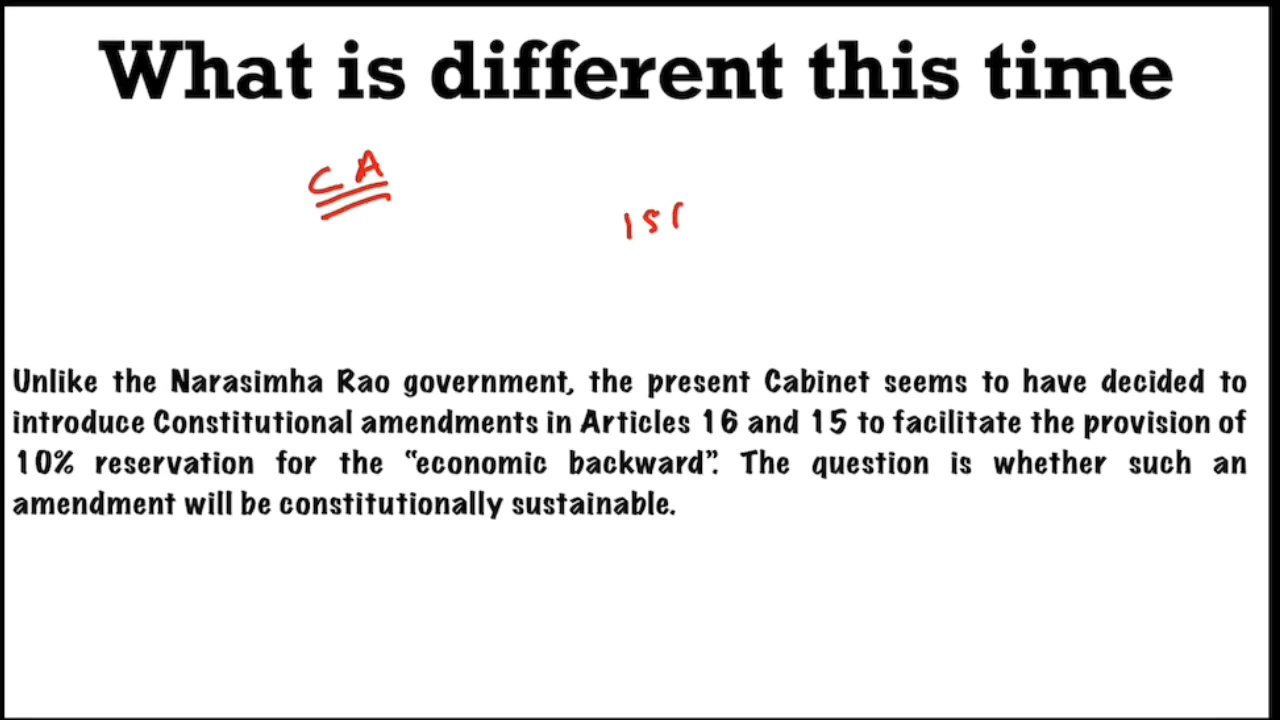 What is different this time
CA
Unlike the Narasimha Rao government, the present Cabinet seems to have decided to
introduce Constitutional amendments in Articles 16 and 15 to facilitate the provision of
10% reservation for the “economic backward”. The question is whether such an
amendment will be constitutionally sustainable.